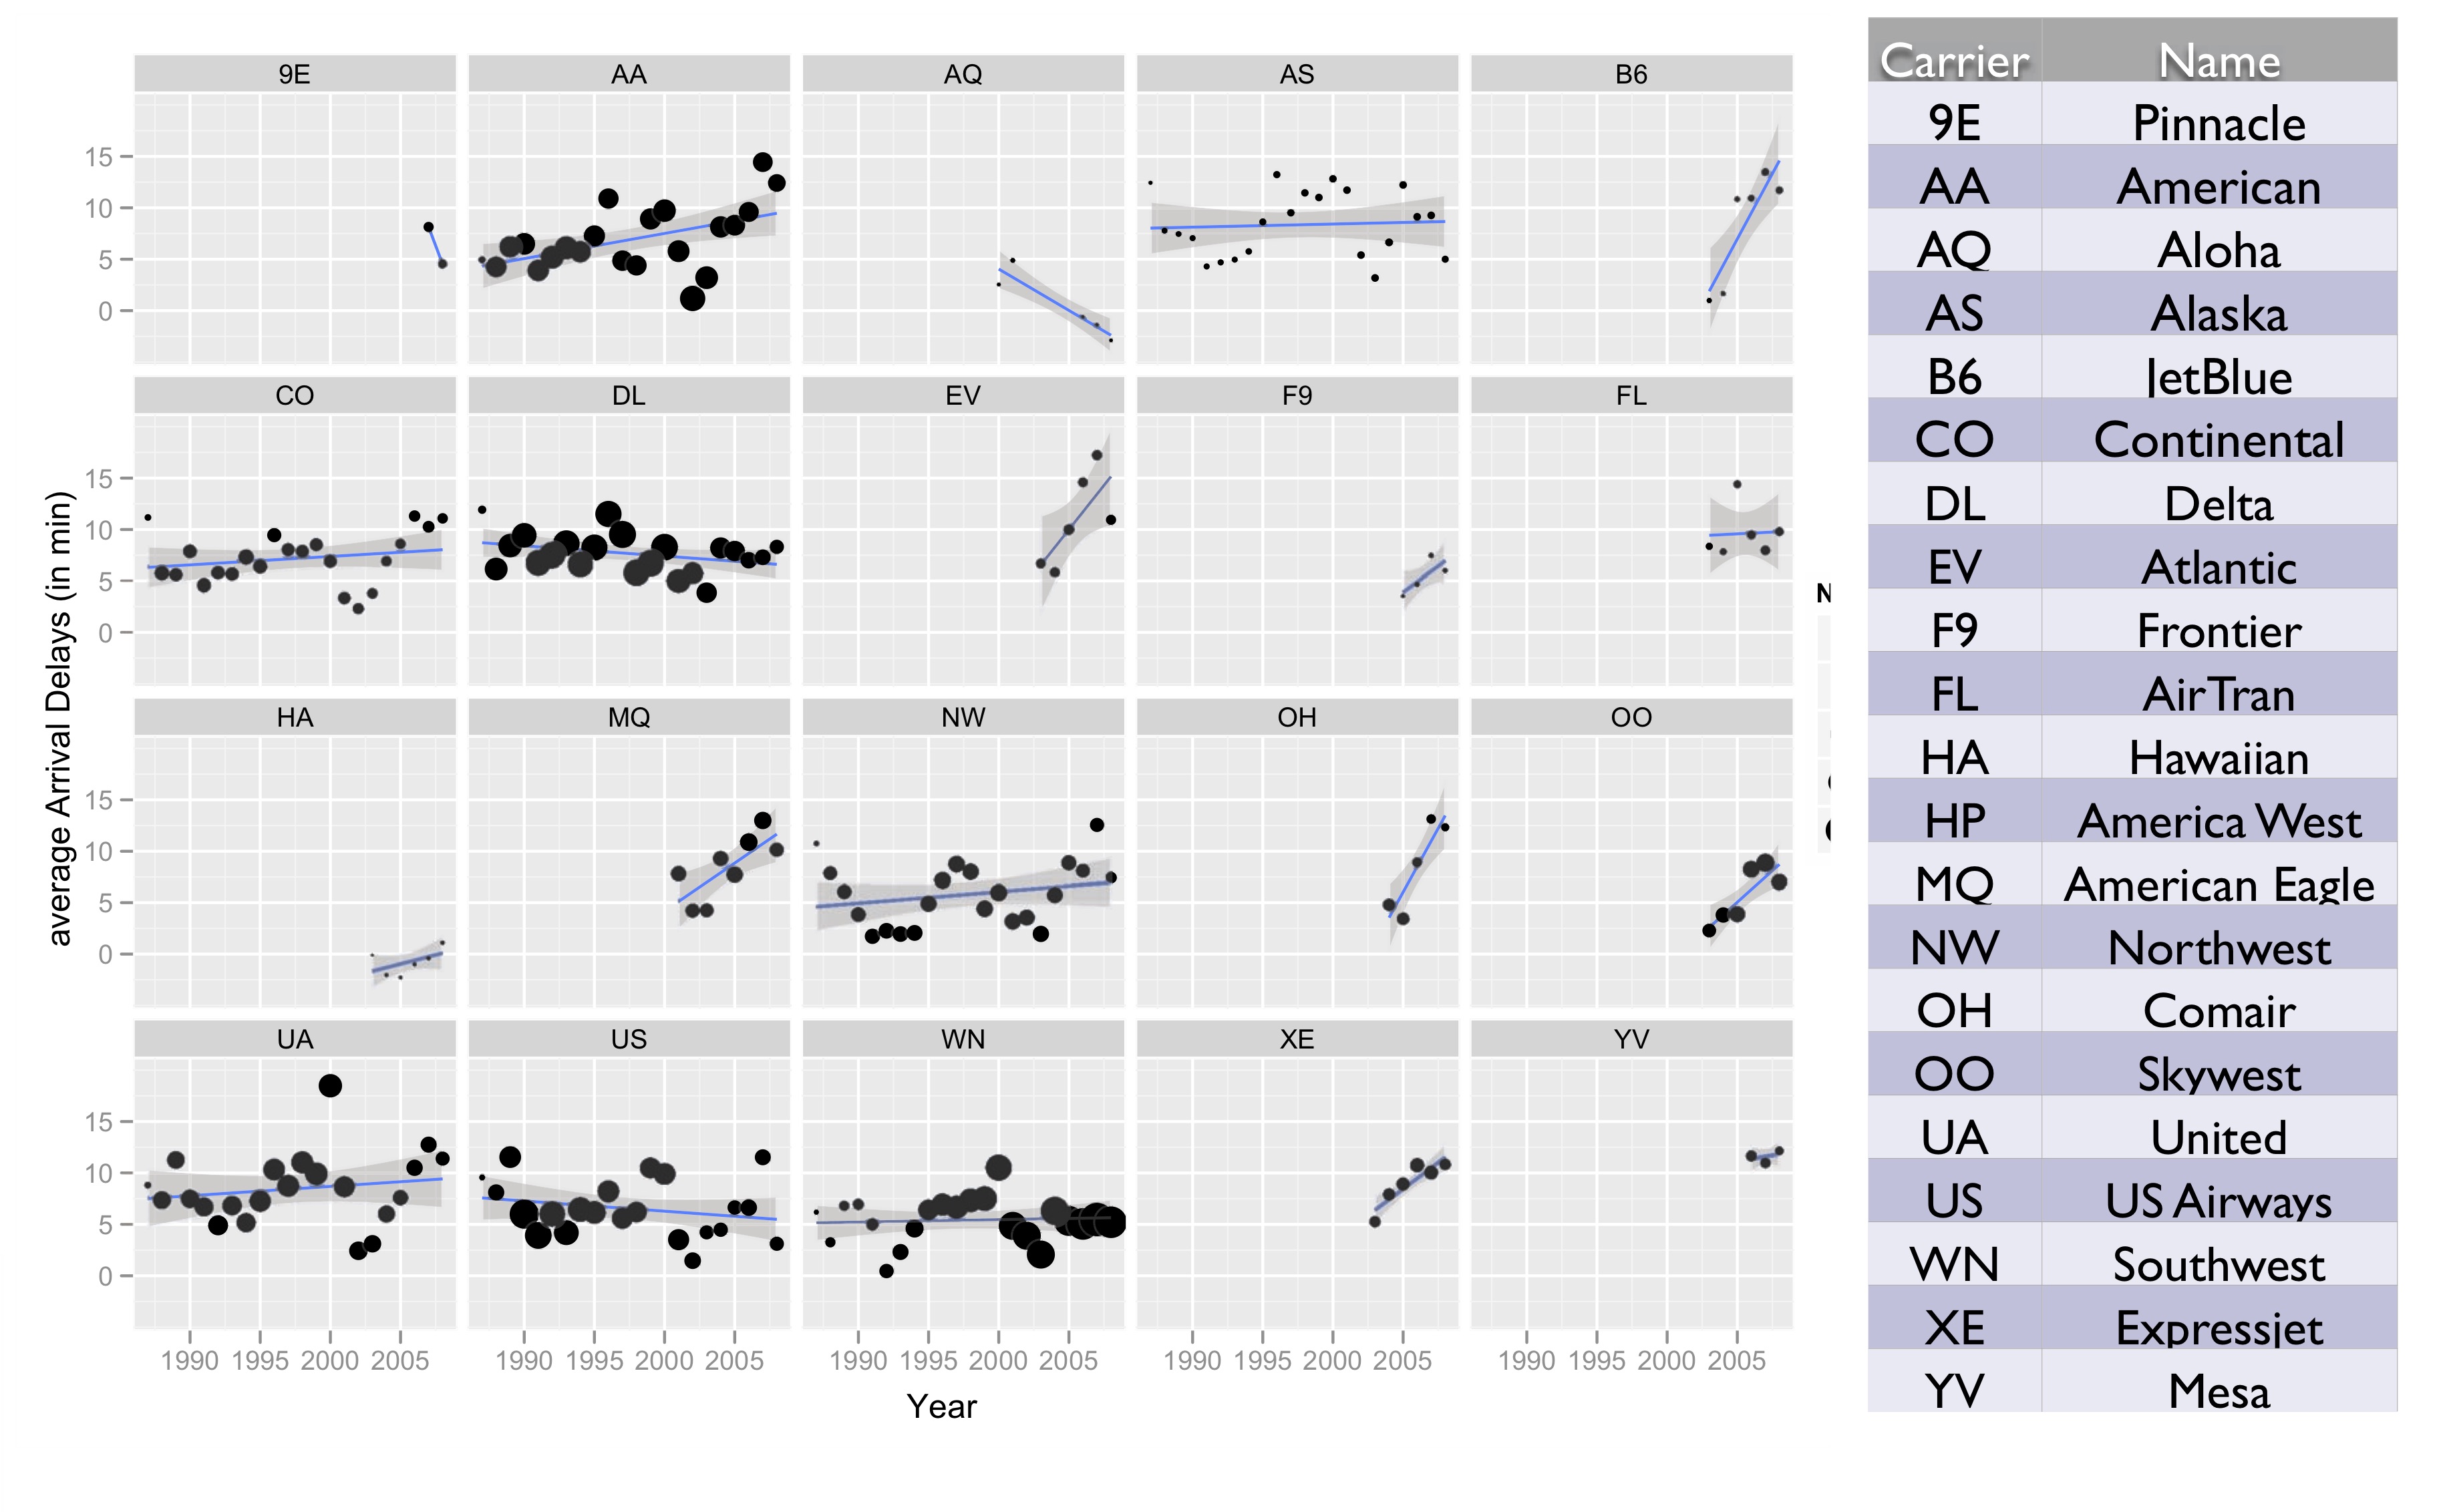 9E AA AQ AS B6
15
10
5
0
CO DL EV F9 FL
15
10
5
0
HA MQ NW OH OO
15
10
5
0
UA US WN XE YV
15
10
5
0
1990 1995 2000 2005 1990 1995 2000 2005 1990 1995 2000 2005 1990 1995 2000 2005 1990 1995 2000 2005
Year
average Arrival Delays (in min)
N
Carrier Name
9E Pinnacle
AA American
AQ Aloha
AS Alaska
B6 JetBlue
CO Continental
DL Delta
EV Atlantic
F9 Frontier
FL AirTran
HA Hawaiian
HP America West
MQ American Eagle
NW Northwest
OH Comair
OO Skywest
UA United
US US Airways
WN Southwest
XE Expressjet
YV Mesa